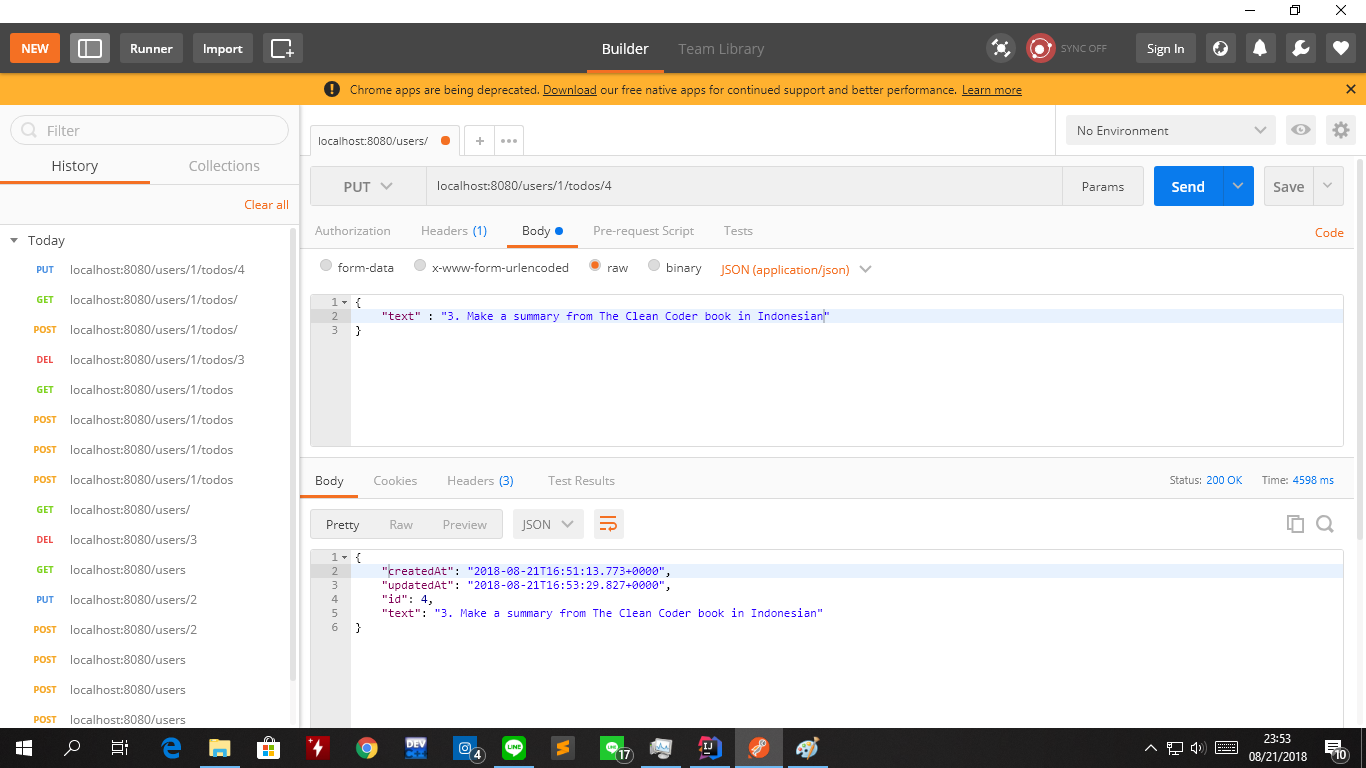 NEW
Runner
Import
Builder
Team Library
SYNC OFF
Sign In
Chrome apps are being deprecated. Download our free native apps for continued support and better performance. Learn more
Filter
History
Collections
Clear all
Today
PUT localhost:8080/users/1/todos/4
GET localhost:8080/users/1/todos/
POST localhost:8080/users/1/todos/
DEL localhost:8080/users/1/todos/3
GET localhost:8080/users/1/todos
POST localhost:8080/users/1/todos
POST localhost:8080/users/1/todos
POST localhost:8080/users/1/todos
GET localhost:8080/users/
DEL localhost:8080/users/3
GET localhost:8080/users
PUT localhost:8080/users/2
POST localhost:8080/users/2
POST localhost:8080/users
POST localhost:8080/users
POST localhost:8080/users
localhost:8080/users/
No Environment
PUT
localhost:8080/users/1/todos/4
Params
Send
Save
Authorization
Headers (1)
Body
Pre-request Script
Tests
Code
form-data
x-www-form-urlencoded
raw
binary
JSON (application/json)
1 {
2 "text" : "3. Make a summary from The Clean Coder book in Indonesian"
3 }
Body
Cookies
Headers (3)
Test Results
Status: 200 OK
Time: 4598 ms
Pretty
Raw
Preview
JSON
1 {
2 "createdAt": "2018-08-21T16:51:13.773+0000",
3 "updatedAt": "2018-08-21T16:53:29.827+0000",
4 "id": 4,
5 "text": "3. Make a summary from The Clean Coder book in Indonesian"
6 }
DEV
4
LINE
17
IJ
23:53
08/21/2018
10